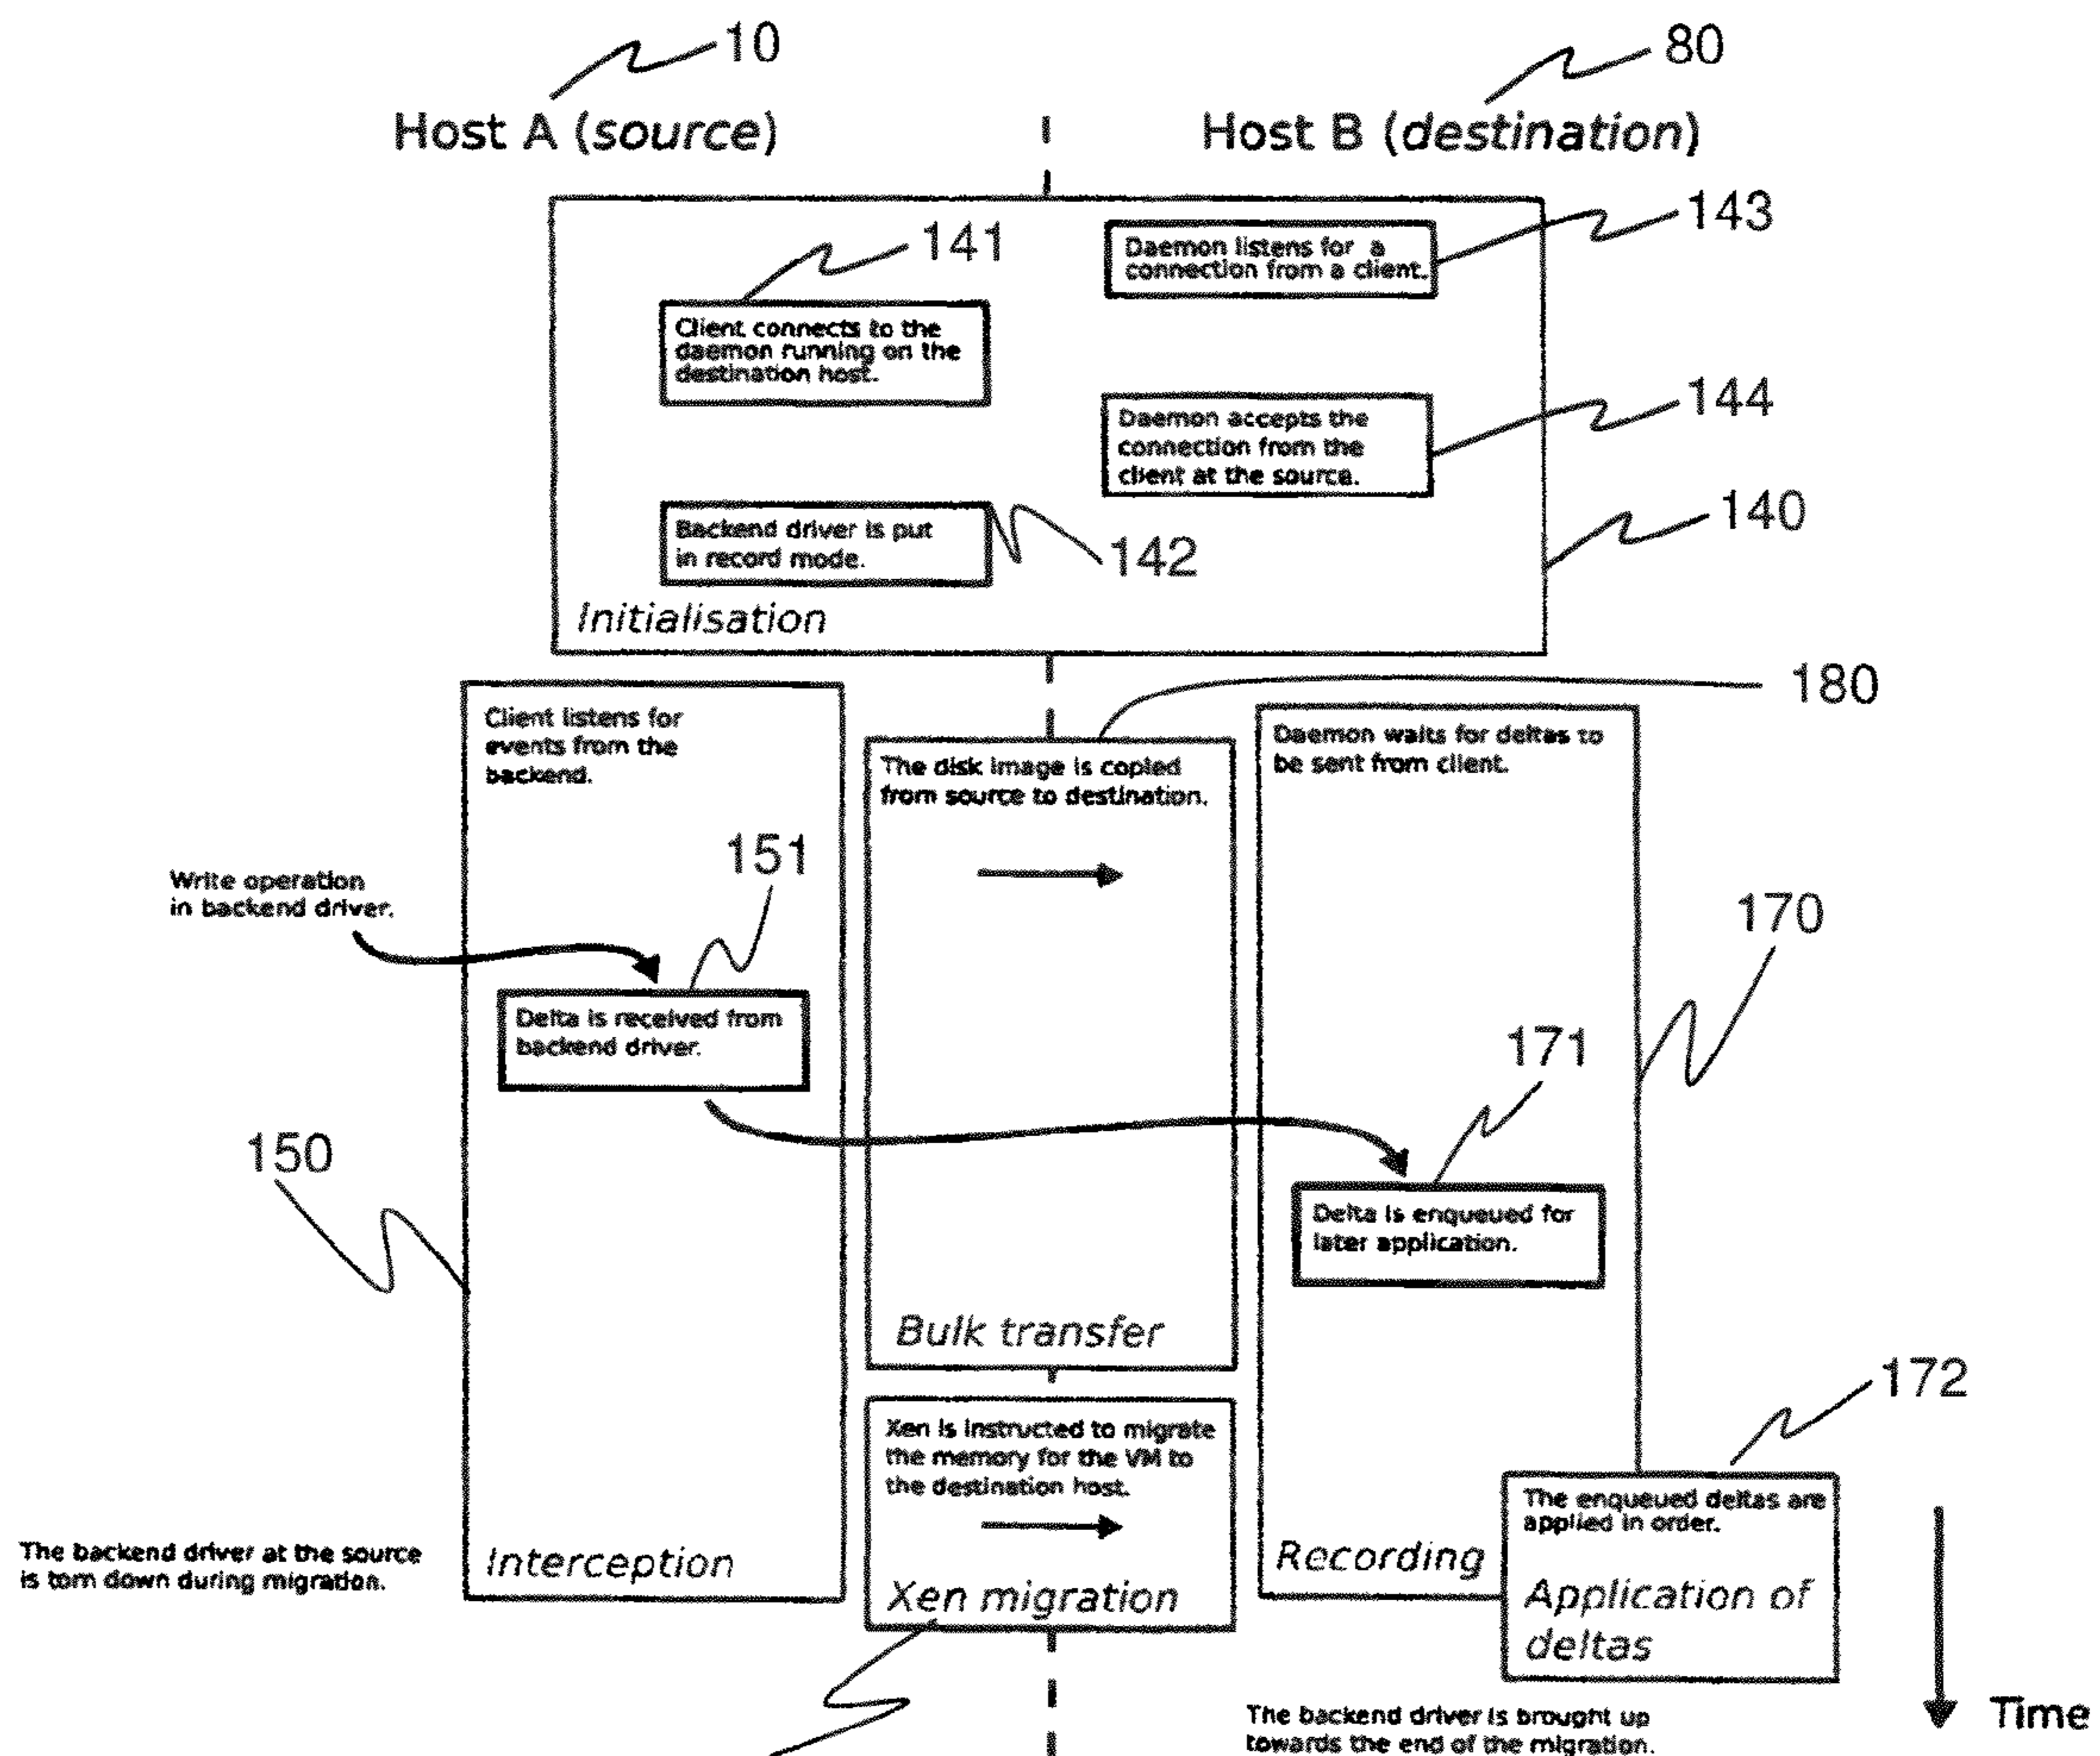 10
80
Host A (source)
Host B (destination)
143
Daemon listens for a
connection from a client.
141
Client connects to the
daemon running on the
destination host.
144
Daemon accepts the
connection from the
client at the source.
140
Backend driver is put
in record mode.
142
Initialisation
180
Client listens for
events from the
backend.
The disk image is copied
from source to destination.
Daemon waits for deltas to
be sent from client.
151
Write operation
in backend driver.
170
Delta is received from
backend driver.
171
150
Delta is enqueued for
later application.
Bulk transfer
172
Xen is instructed to migrate
the memory for the VM to
the destination host.
The enqueued deltas are
applied in order.
The backend driver at the source
is torn down during migration.
Interception
Xen migration
Recording
Application of
deltas
The backend driver is brought up
towards the end of the migration.
Time